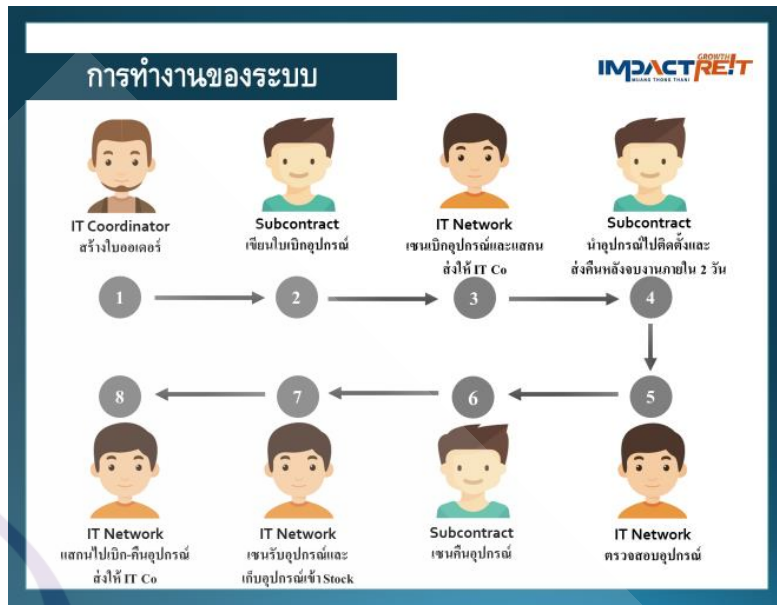 การทำงานของระบบ
IMPACT GROWTH REIT
MUANG THONG THANI
IT Coordinator
สร้างใบออเดอร์
Subcontract
เขียนใบเบิกอุปกรณ์
IT Network
เซนเบิกอุปกรณ์และแสกน
ส่งให้ IT Co
Subcontract
นำอุปกรณ์ไปติดตั้งและ
ส่งคืนหลังจบงานภายใน 2 วัน
1
2
3
4
5
6
7
8
IT Network
ตรวจสอบอุปกรณ์
Subcontract
เซนคืนอุปกรณ์
IT Network
เซนรับอุปกรณ์และ
เก็บอุปกรณ์เข้า Stock
IT Network
แสกนใบเบิก-คืนอุปกรณ์
ส่งให้ IT Co